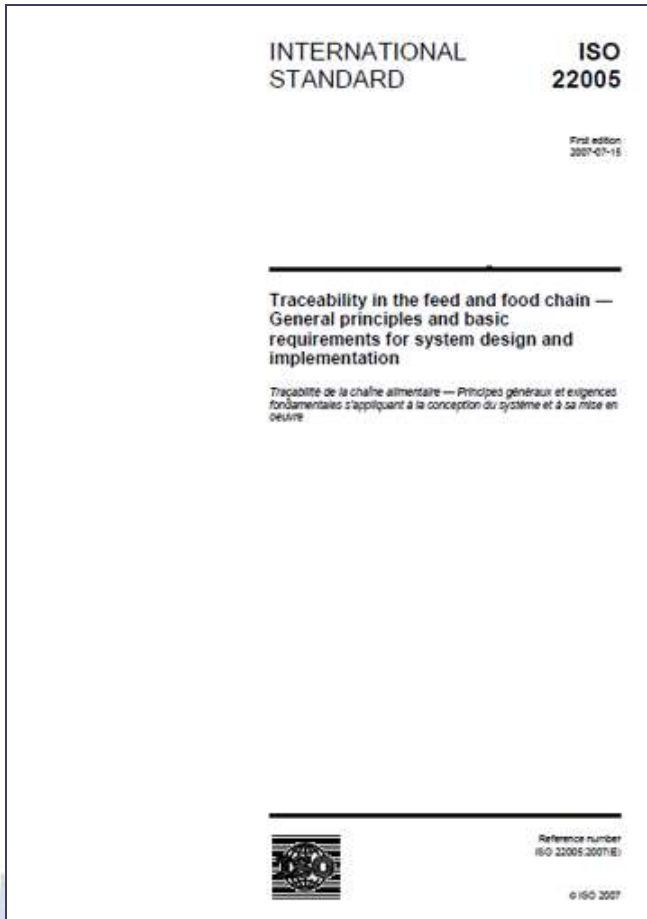 INTERNATIONAL
STANDARD
ISO
22005
First edition
2007-07-15
Traceability in the feed and food chain —
General principles and basic
requirements for system design and
implementation
Traçabilité de la chaîne alimentaire — Principes généraux et exigences
fondamentales s'appliquant à la conception du système et à sa mise en
oeuvre
ISO
Reference number
ISO 22005:2007(E)
© ISO 2007